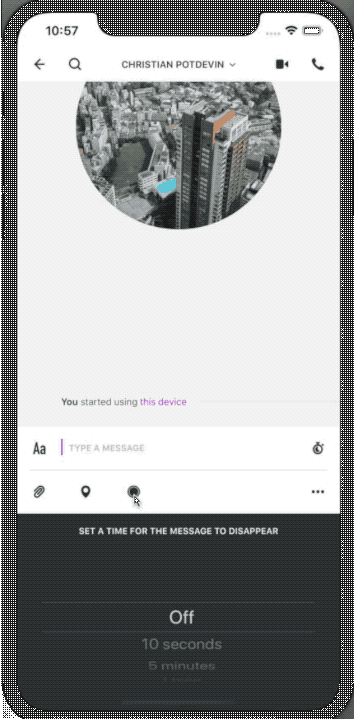 10:57
CHRISTIAN POTDEVIN
You started using this device
Aa TYPE A MESSAGE
SET A TIME FOR THE MESSAGE TO DISAPPEAR
Off
10 seconds
5 minutes